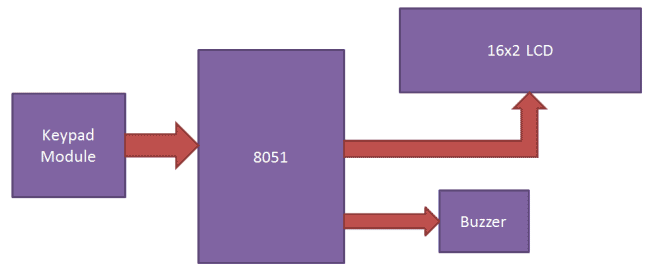 16x2 LCD
Keypad
Module
8051
Buzzer